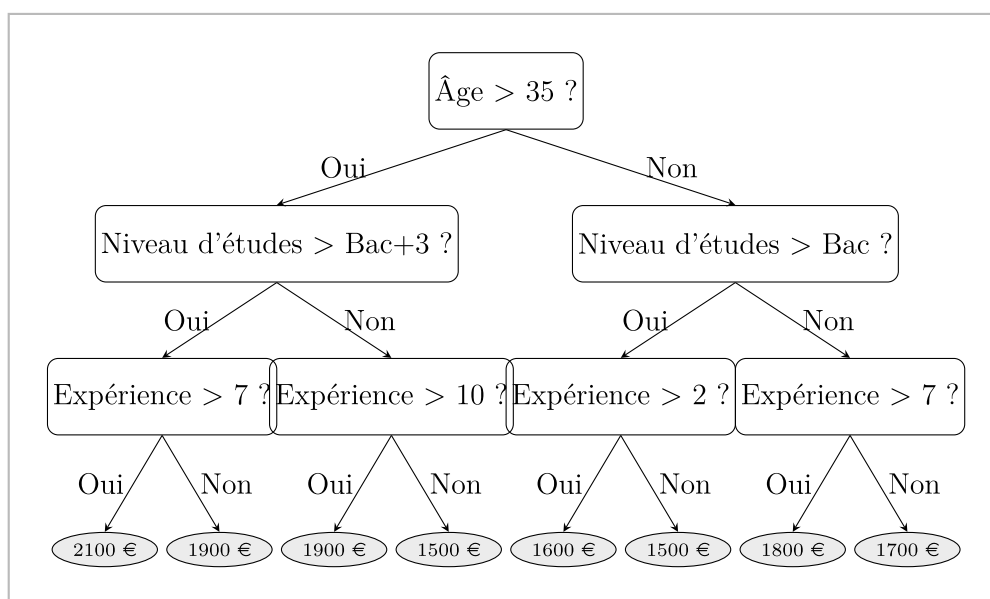 Âge > 35 ?
Oui Non
Niveau d'études > Bac+3 ? Niveau d'études > Bac ?
Oui Non Oui Non
Expérience > 7 ? Expérience > 10 ? Expérience > 2 ? Expérience > 7 ?
Oui Non Oui Non Oui Non Oui Non
2100 € 1900 € 1900 € 1500 € 1600 € 1500 € 1800 € 1700 €